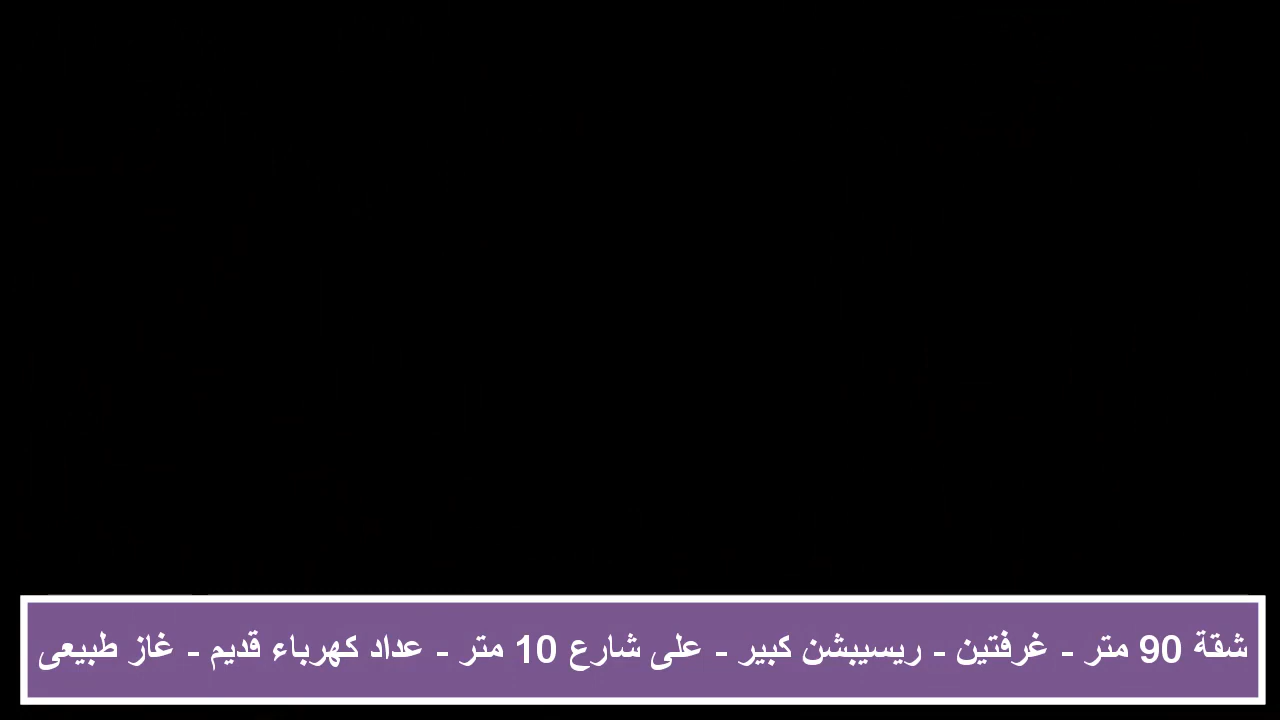 شقة 90 متر - غرفتين - ريسيبشن كبير - على شارع 10 متر - عداد كهرباء قديم - غاز طبيعى